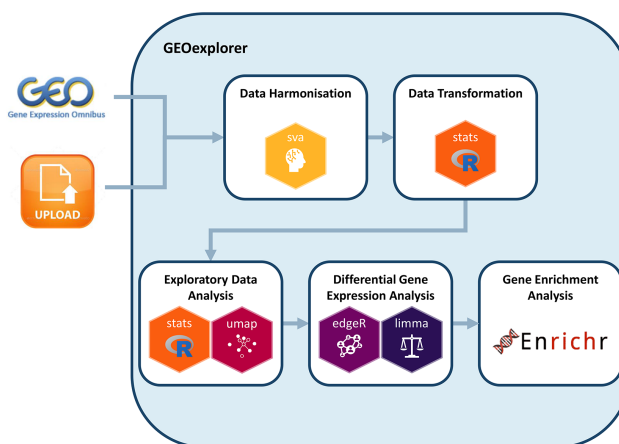 GEOexplorer
GEO
Gene Expression Omnibus
UPLOAD
Data Harmonisation
sva
Data Transformation
stats
R
Exploratory Data
Analysis
stats
R
umap
Differential Gene
Expression Analysis
edgeR
limma
Gene Enrichment
Analysis
Enrichr